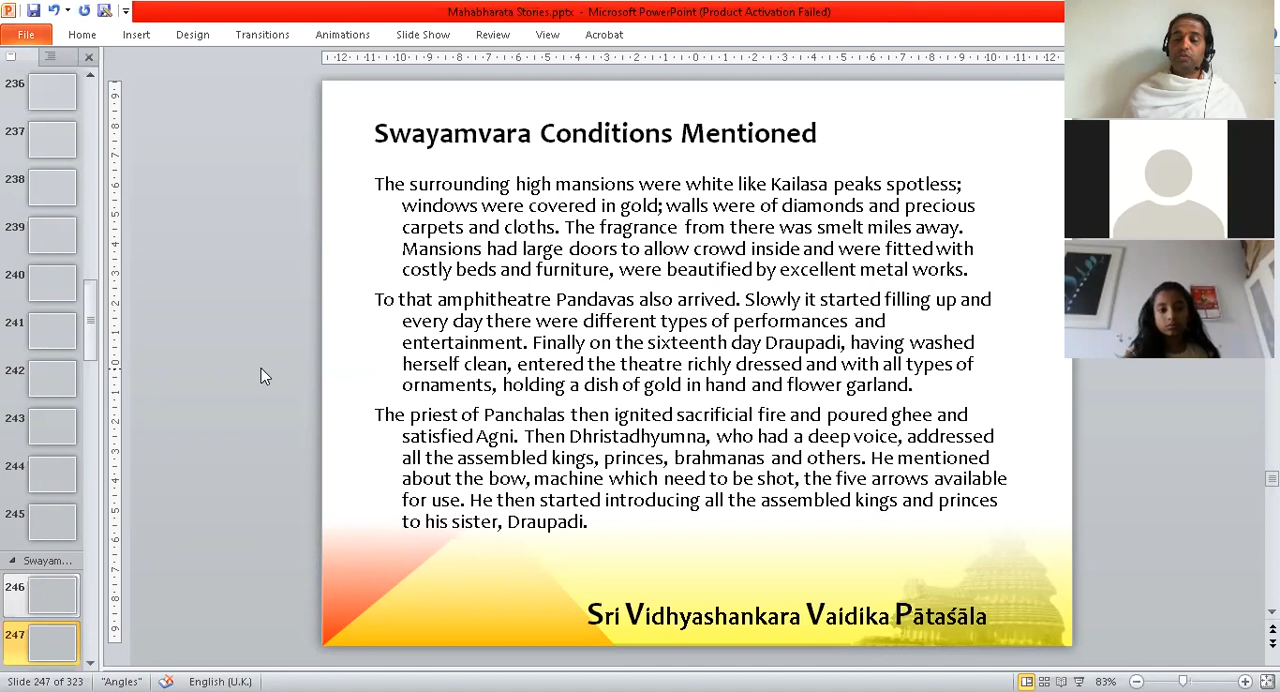 Mahabharata Stories.pptx - Microsoft PowerPoint (Product Activation Failed)
File Home Insert Design Transitions Animations Slide Show Review View Acrobat
236
237
238
239
240
241
242
243
244
245
Swayam...
246
247
Swayamvara Conditions Mentioned
The surrounding high mansions were white like Kailasa peaks spotless;
windows were covered in gold; walls were of diamonds and precious
carpets and cloths. The fragrance from there was smelt miles away.
Mansions had large doors to allow crowd inside and were fitted with
costly beds and furniture, were beautified by excellent metal works.
To that amphitheatre Pandavas also arrived. Slowly it started filling up and
every day there were different types of performances and
entertainment. Finally on the sixteenth day Draupadi, having washed
herself clean, entered the theatre richly dressed and with all types of
ornaments, holding a dish of gold in hand and flower garland.
The priest of Panchalas then ignited sacrificial fire and poured ghee and
satisfied Agni. Then Dhristadhyumna, who had a deep voice, addressed
all the assembled kings, princes, brahmanas and others. He mentioned
about the bow, machine which need to be shot, the five arrows available
for use. He then started introducing all the assembled kings and princes
to his sister, Draupadi.
Sri Vidhyashankara Vaidika Pātaśāla
Slide 247 of 323 "Angles" English (U.K.) 83%